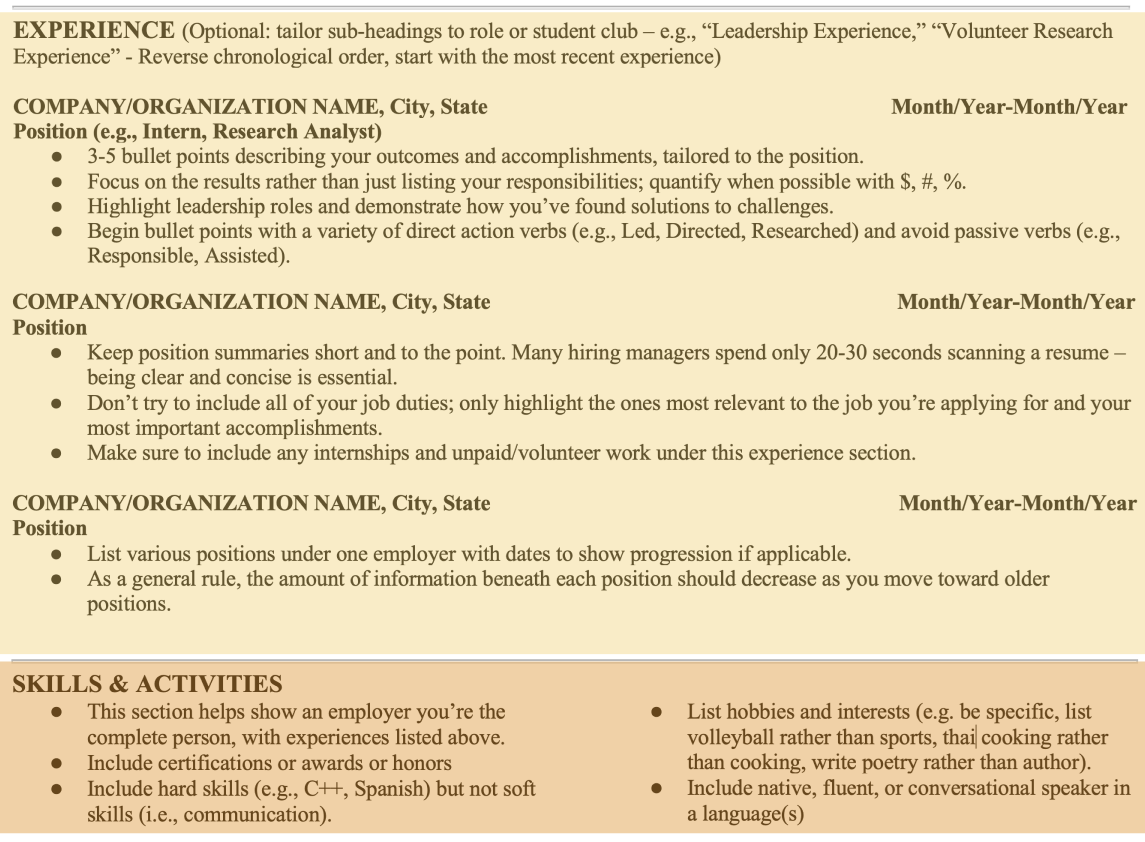 EXPERIENCE (Optional: tailor sub-headings to role or student club – e.g., “Leadership Experience,” “Volunteer Research
Experience” - Reverse chronological order, start with the most recent experience)
COMPANY/ORGANIZATION NAME, City, State Month/Year-Month/Year
Position (e.g., Intern, Research Analyst)
● 3-5 bullet points describing your outcomes and accomplishments, tailored to the position.
● Focus on the results rather than just listing your responsibilities; quantify when possible with $, #, %.
● Highlight leadership roles and demonstrate how you’ve found solutions to challenges.
● Begin bullet points with a variety of direct action verbs (e.g., Led, Directed, Researched) and avoid passive verbs (e.g.,
Responsible, Assisted).
COMPANY/ORGANIZATION NAME, City, State Month/Year-Month/Year
Position
● Keep position summaries short and to the point. Many hiring managers spend only 20-30 seconds scanning a resume –
being clear and concise is essential.
● Don’t try to include all of your job duties; only highlight the ones most relevant to the job you’re applying for and your
most important accomplishments.
● Make sure to include any internships and unpaid/volunteer work under this experience section.
COMPANY/ORGANIZATION NAME, City, State Month/Year-Month/Year
Position
● List various positions under one employer with dates to show progression if applicable.
● As a general rule, the amount of information beneath each position should decrease as you move toward older
positions.
SKILLS & ACTIVITIES
● This section helps show an employer you’re the
complete person, with experiences listed above.
● Include certifications or awards or honors
● Include hard skills (e.g., C++, Spanish) but not soft
skills (i.e., communication).
● List hobbies and interests (e.g. be specific, list
volleyball rather than sports, thai cooking rather
than cooking, write poetry rather than author).
● Include native, fluent, or conversational speaker in
a language(s)